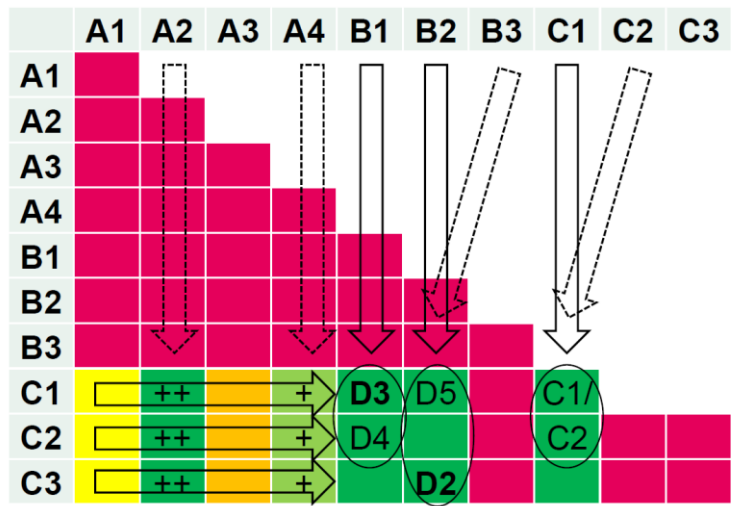 A1 A2 A3 A4 B1 B2 B3 C1 C2 C3
A1
A2
A3
A4
B1
B2
B3
C1 ++ + D3 D5 C1/
C2 ++ + D4 C2
C3 ++ + D2